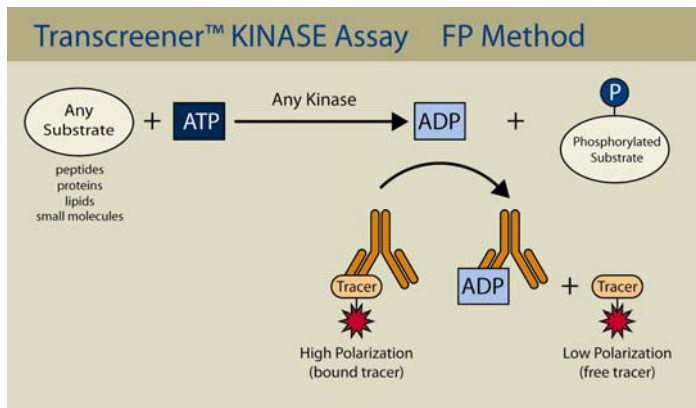 Transcreener™ KINASE Assay FP Method
Any
Substrate
+
ATP
Any Kinase
ADP
+
P
Phosphorylated
Substrate
peptides
proteins
lipids
small molecules
Tracer
High Polarization
(bound tracer)
ADP
+
Tracer
Low Polarization
(free tracer)